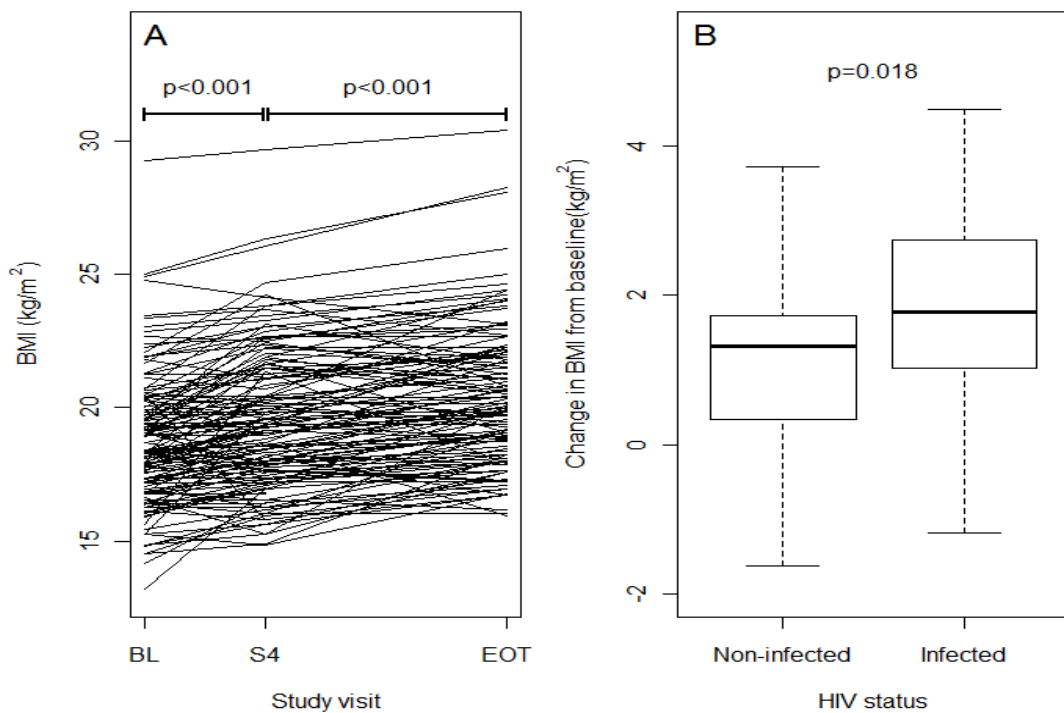 A
p<0.001
p<0.001
BMI (kg/m²)
30
25
20
15
BL
S4
EOT
Study visit
B
p=0.018
Change in BMI from baseline(kg/m²)
4
2
0
-2
Non-infected
Infected
HIV status